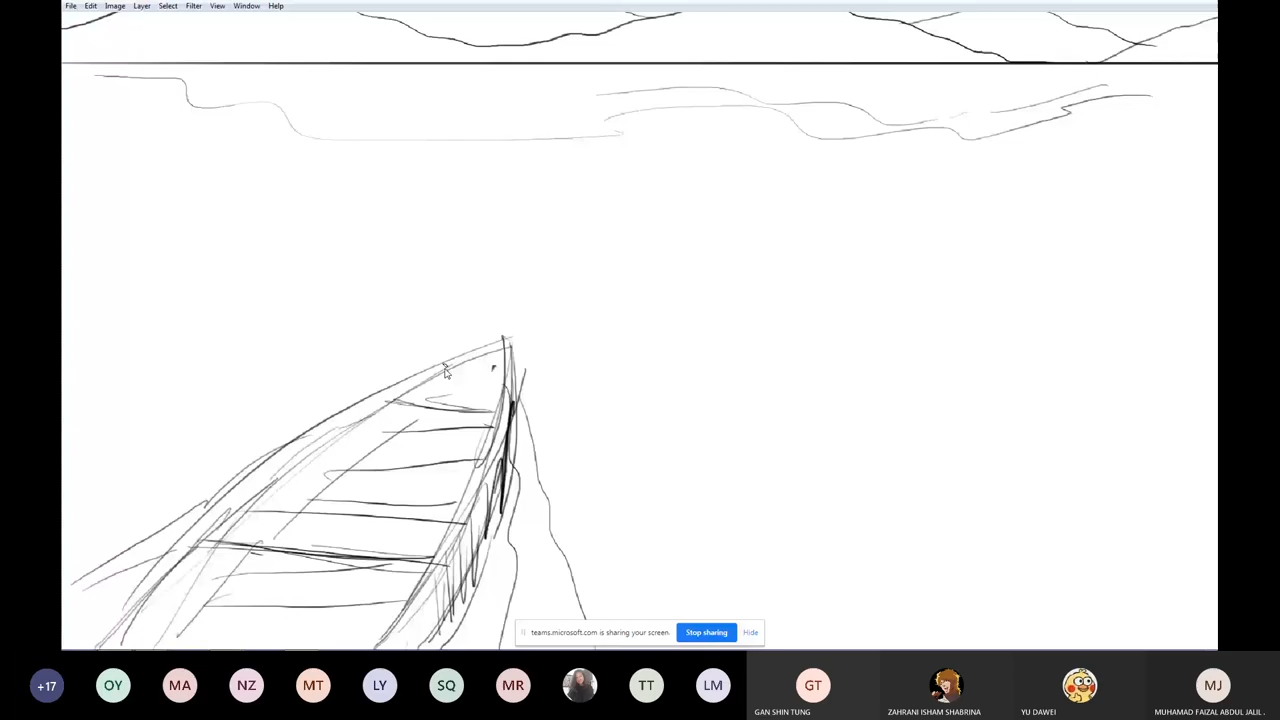 File Edit Image Layer Select Filter View Window Help
teams.microsoft.com is sharing your screen. Stop sharing Hide
+17 OY MA NZ MT LY SQ MR TT LM GT MJ
GAN SHIN TUNG ZAHRANI ISHAM SHABRINA YU DAWEI MUHAMAD FAIZAL ABDUL JALIL .